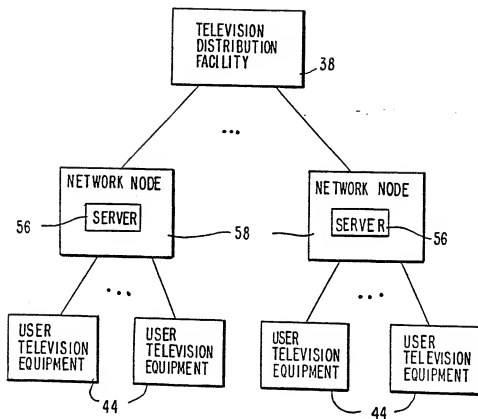 TELEVISION
DISTRIBUTION
FACILITY
38
...
NETWORK NODE
SERVER
56
58
NETWORK NODE
SERVER
56
...
...
USER
TELEVISION
EQUIPMENT
USER
TELEVISION
EQUIPMENT
USER
TELEVISION
EQUIPMENT
USER
TELEVISION
EQUIPMENT
44
44